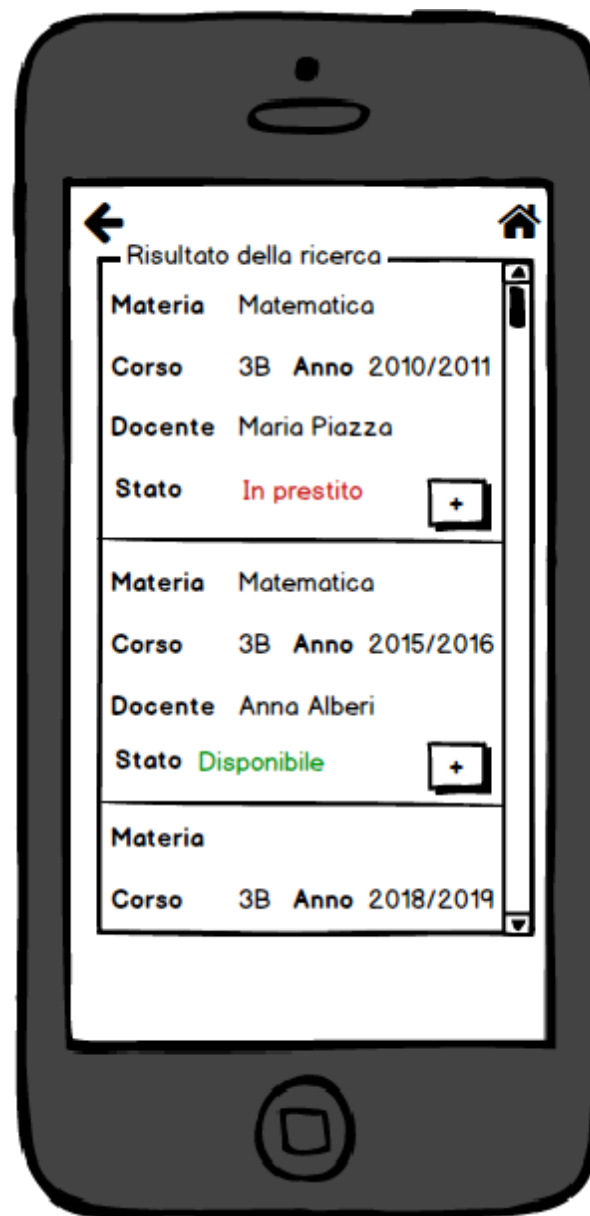 Risultato della ricerca
Materia Matematica
Corso 3B Anno 2010/2011
Docente Maria Piazza
Stato In prestito +
Materia Matematica
Corso 3B Anno 2015/2016
Docente Anna Alberi
Stato Disponibile +
Materia
Corso 3B Anno 2018/2019